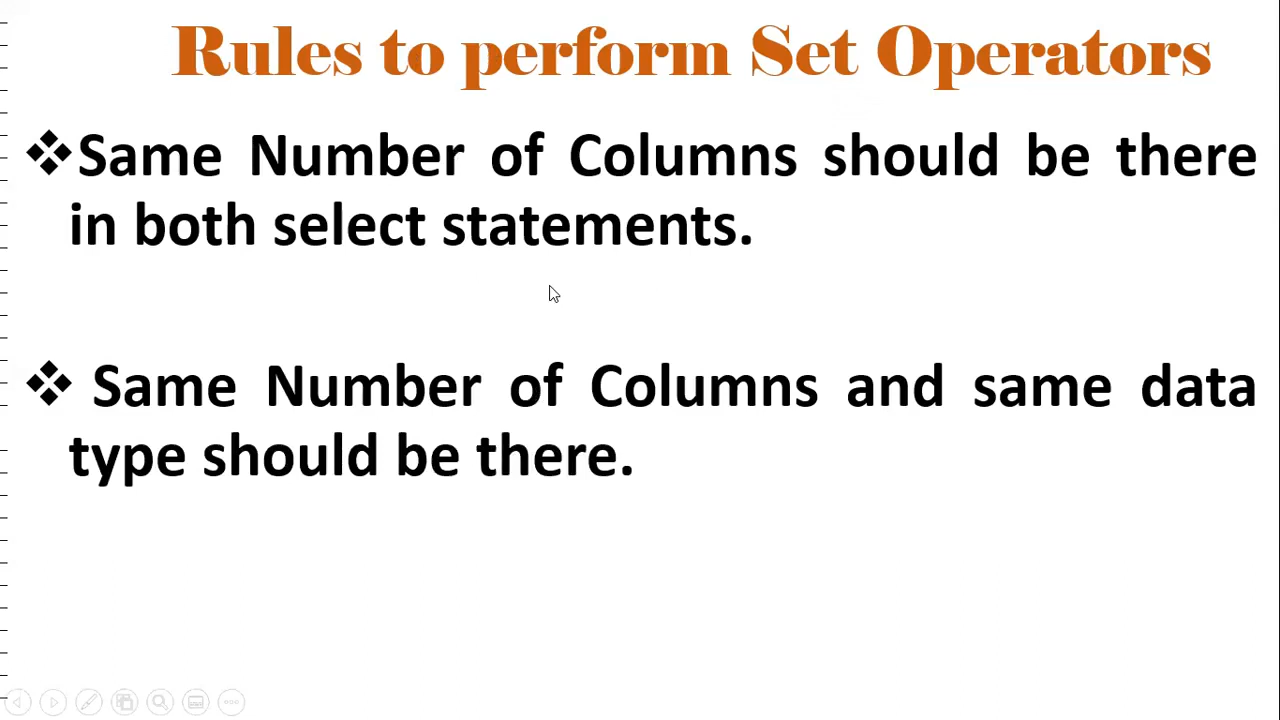 Rules to perform Set Operators
❖Same Number of Columns should be there
in both select statements.
❖ Same Number of Columns and same data
type should be there.